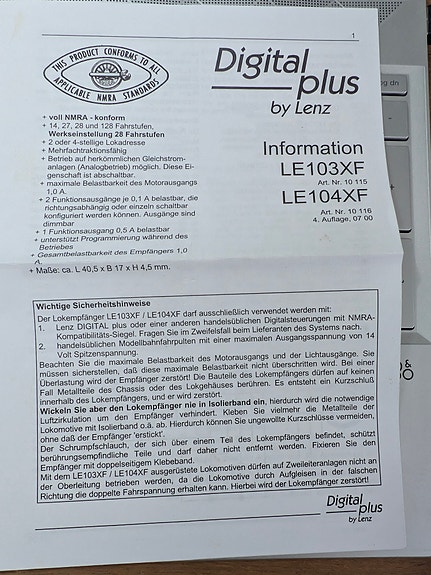 1
THIS PRODUCT CONFORMS TO ALL
APPLICABLE NMRA STANDARDS
Digital
plus
by Lenz
+ voll NMRA - konform
+ 14, 27, 28 und 128 Fahrstufen,
Werkseinstellung 28 Fahrstufen
+ 2 oder 4-stellige Lokadresse
+ Mehrfachtraktionsfähig
+ Betrieb auf herkömmlichen Gleichstrom-
anlagen (Analogbetrieb) möglich. Diese Ei-
genschaft ist abschaltbar.
+ maximale Belastbarkeit des Motorausgangs
1,0 A.
+ 2 Funktionsausgänge je 0,1 A belastbar, die
richtungsabhängig oder einzeln schaltbar
konfiguriert werden können. Ausgänge sind
dimmbar
+ 1 Funktionsausgang 0,5 A belastbar
+ unterstützt Programmierung während des
Betriebes
+ Gesamtbelastbarkeit des Empfängers 1,0
A.
+ Maße: ca. L 40,5 x B 17 x H 4,5 mm.
Information
LE103XF
Art. Nr. 10 115
LE104XF
Art. Nr. 10 116
4. Auflage, 07 00
Wichtige Sicherheitshinweise
Der Lokempfänger LE103XF / LE104XF darf ausschließlich verwendet werden mit:
1. Lenz DIGITAL plus oder einer anderen handelsüblichen Digitalsteuerungen mit NMRA-
Kompatibilitäts-Siegel. Fragen Sie im Zweifelsfall beim Lieferanten des Systems nach.
2. handelsüblichen Modellbahnfahrpulten mit einer maximalen Ausgangsspannung von 14
Volt Spitzenspannung.
Beachten Sie die maximale Belastbarkeit des Motorausgangs und der Lichtausgänge. Sie
müssen sicherstellen, daß diese maximale Belastbarkeit nicht überschritten wird. Bei einer
Überlastung wird der Empfänger zerstört! Die Bauteile des Empfängers dürfen auf keinen
Fall Metallteile des Chassis oder des Lokgehäuses berühren. Es entsteht ein Kurzschluß
innerhalb des Lokempfängers, und er wird zerstört.
Wickeln Sie aber den Lokempfänger nie in Isolierband ein, hierdurch wird die notwendige
Luftzirkulation um den Empfänger verhindert. Kleben Sie vielmehr die Metallteile der
Lokomotive mit Isolierband o.ä. ab. Hierdurch können Sie ungewollte Kurzschlüsse vermeiden,
ohne daß der Empfänger 'erstickt'.
Der Schrumpfschlauch, der sich über einem Teil des Lokempfängers befindet, schützt
berührungsempfindliche Teile und darf daher nicht entfernt werden. Fixieren Sie den
Empfänger mit doppelseitigem Klebeband.
Mit dem LE103XF / LE104XF ausgerüstete Lokomotiven dürfen auf Zweileiteranlagen nicht an
der Oberleitung betrieben werden, da die Lokomotive durch Aufgleisen in der falschen
Richtung die doppelte Fahrspannung erhalten kann. Hierbei wird der Lokempfänger zerstört!
Digital
plus
by Lenz